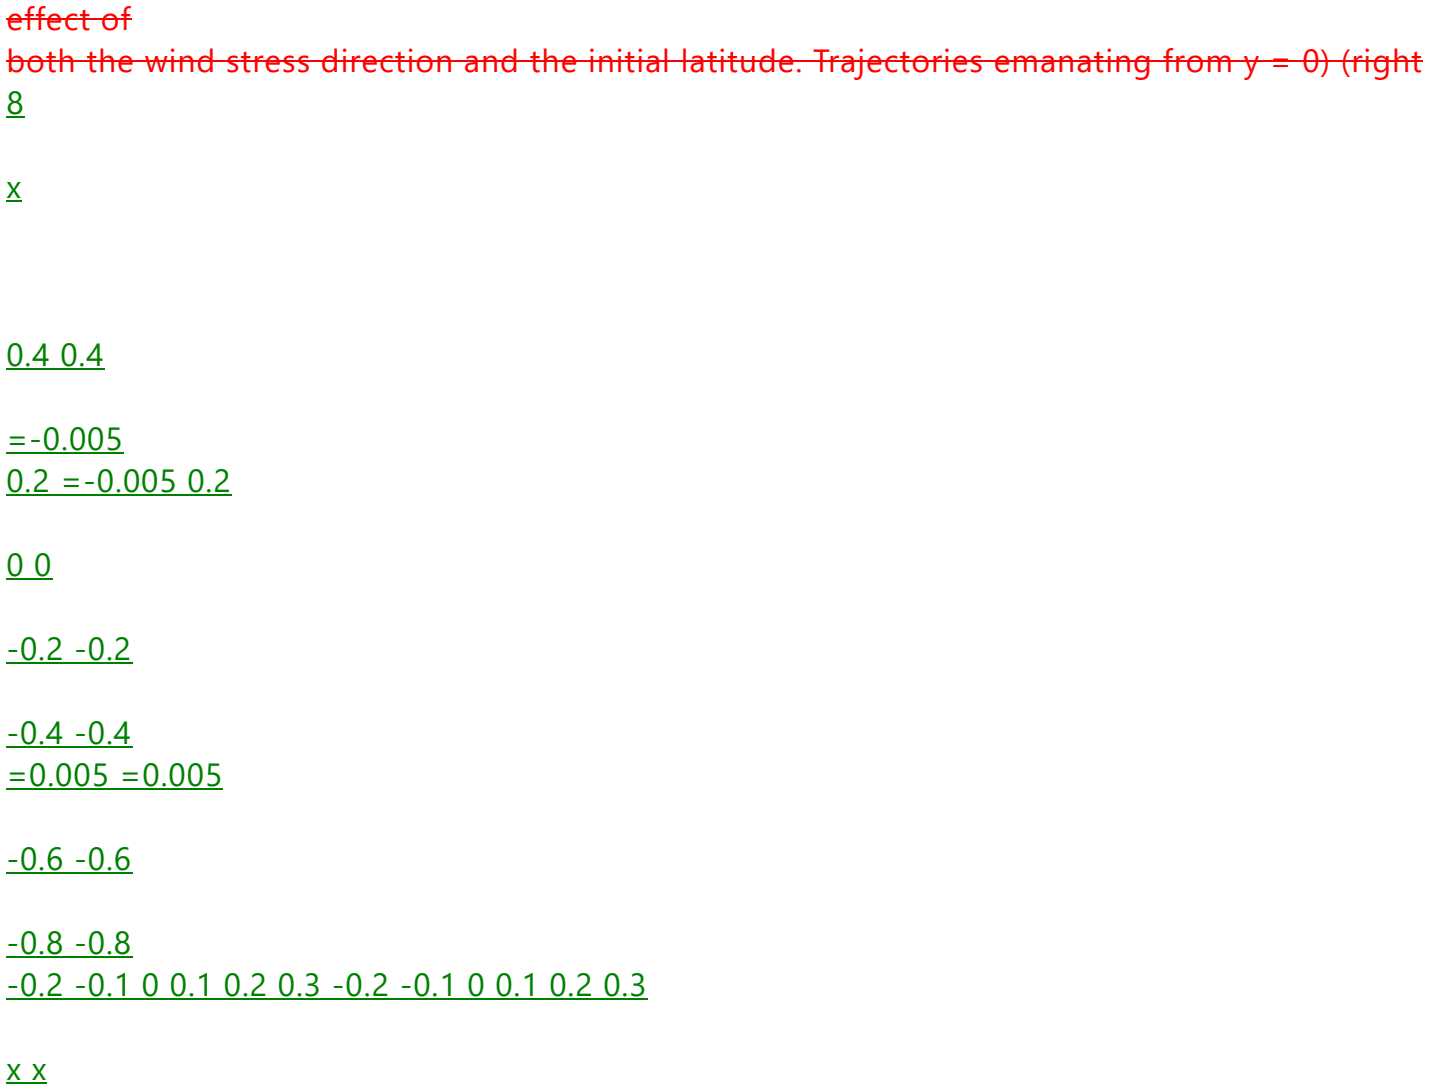 effect of
both the wind stress direction and the initial latitude. Trajectories emanating from y = 0) (right
8
x
0.4 0.4
=-0.005
0.2 =-0.005 0.2
0 0
-0.2 -0.2
-0.4 -0.4
=0.005 =0.005
-0.6 -0.6
-0.8 -0.8
-0.2 -0.1 0 0.1 0.2 0.3 -0.2 -0.1 0 0.1 0.2 0.3
x x